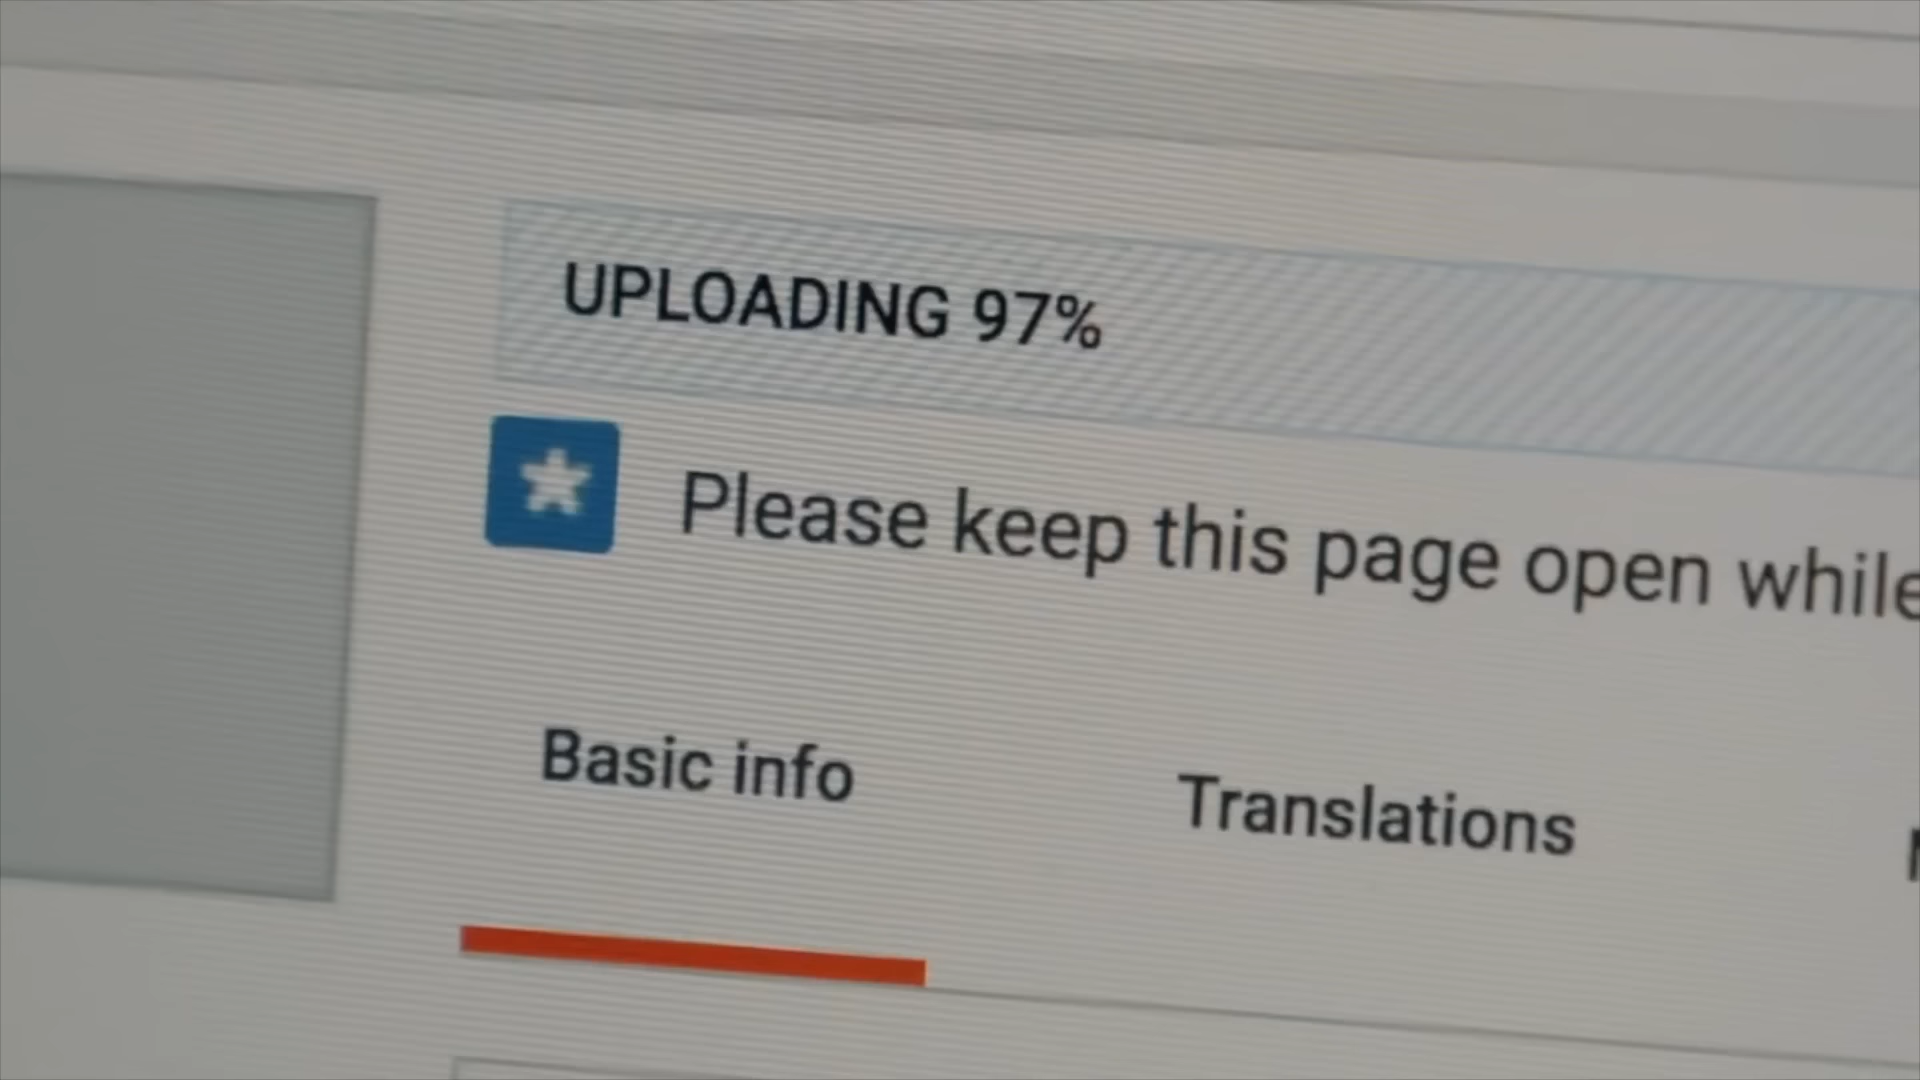 UPLOADING 97%
Please keep this page open while
Basic info
Translations